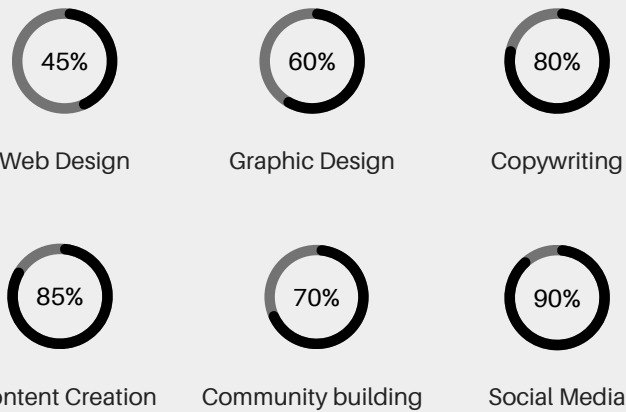 45% 60% 80%
Web Design Graphic Design Copywriting
85% 70% 90%
ontent Creation Community building Social Media